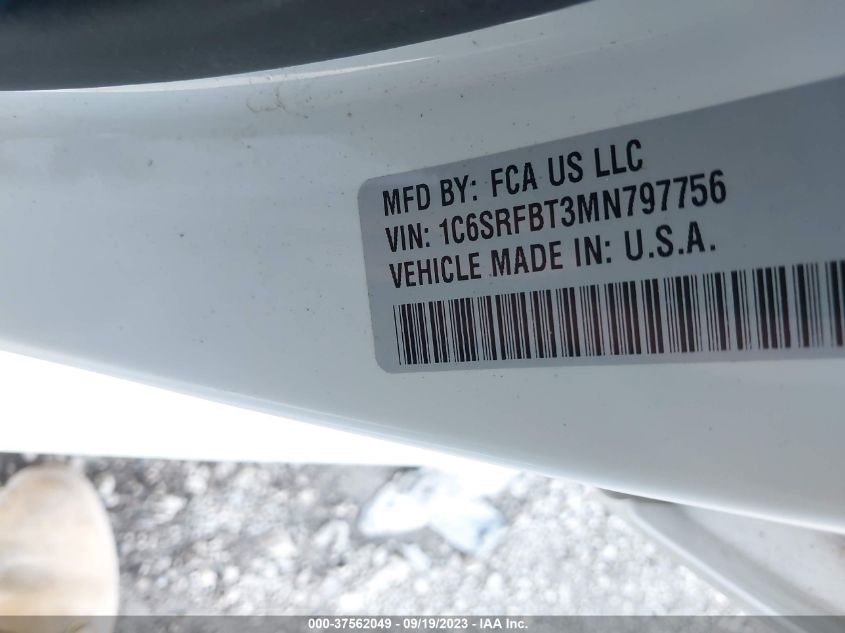 MFD BY: FCA US LLC
VIN: 1C6SRFBT3MN797756
VEHICLE MADE IN: U.S.A.
000-37562049 - 09/19/2023 - IAA Inc.